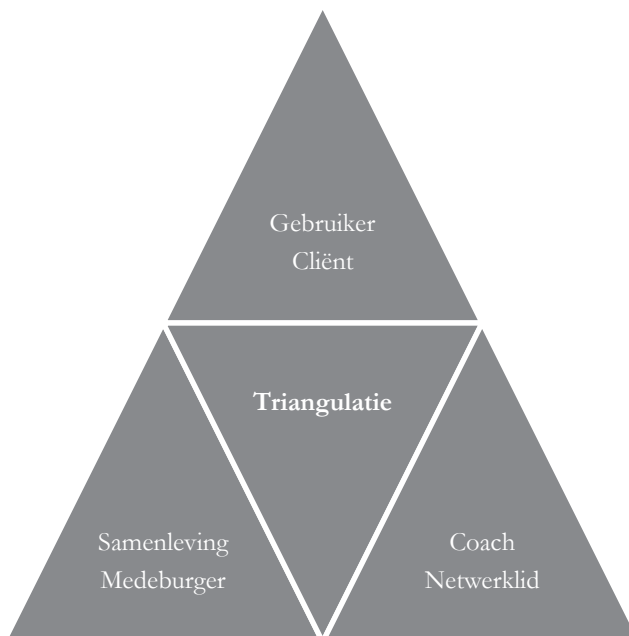 Gebruiker
Cliënt
Triangulatie
Samenleving
Medeburger
Coach
Netwerklid